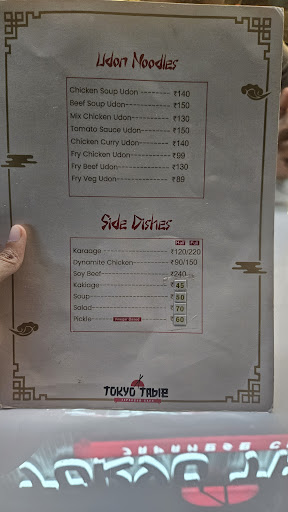 Udon Noodles
Chicken Soup Udon ₹140
Beef Soup Udon ₹150
Mix Chicken Udon ₹130
Tomato Sauce Udon ₹150
Chicken Curry Udon ₹140
Fry Chicken Udon ₹99
Fry Beef Udon ₹130
Fry Veg Udon ₹89
Side Dishes
Half Full
Karaage ₹120/220
Dynamite Chicken ₹90/150
Soy Beef ₹240
Kakiage ₹45
Soup ₹50
Salad ₹70
Pickle ₹60
TOKYO TABLE